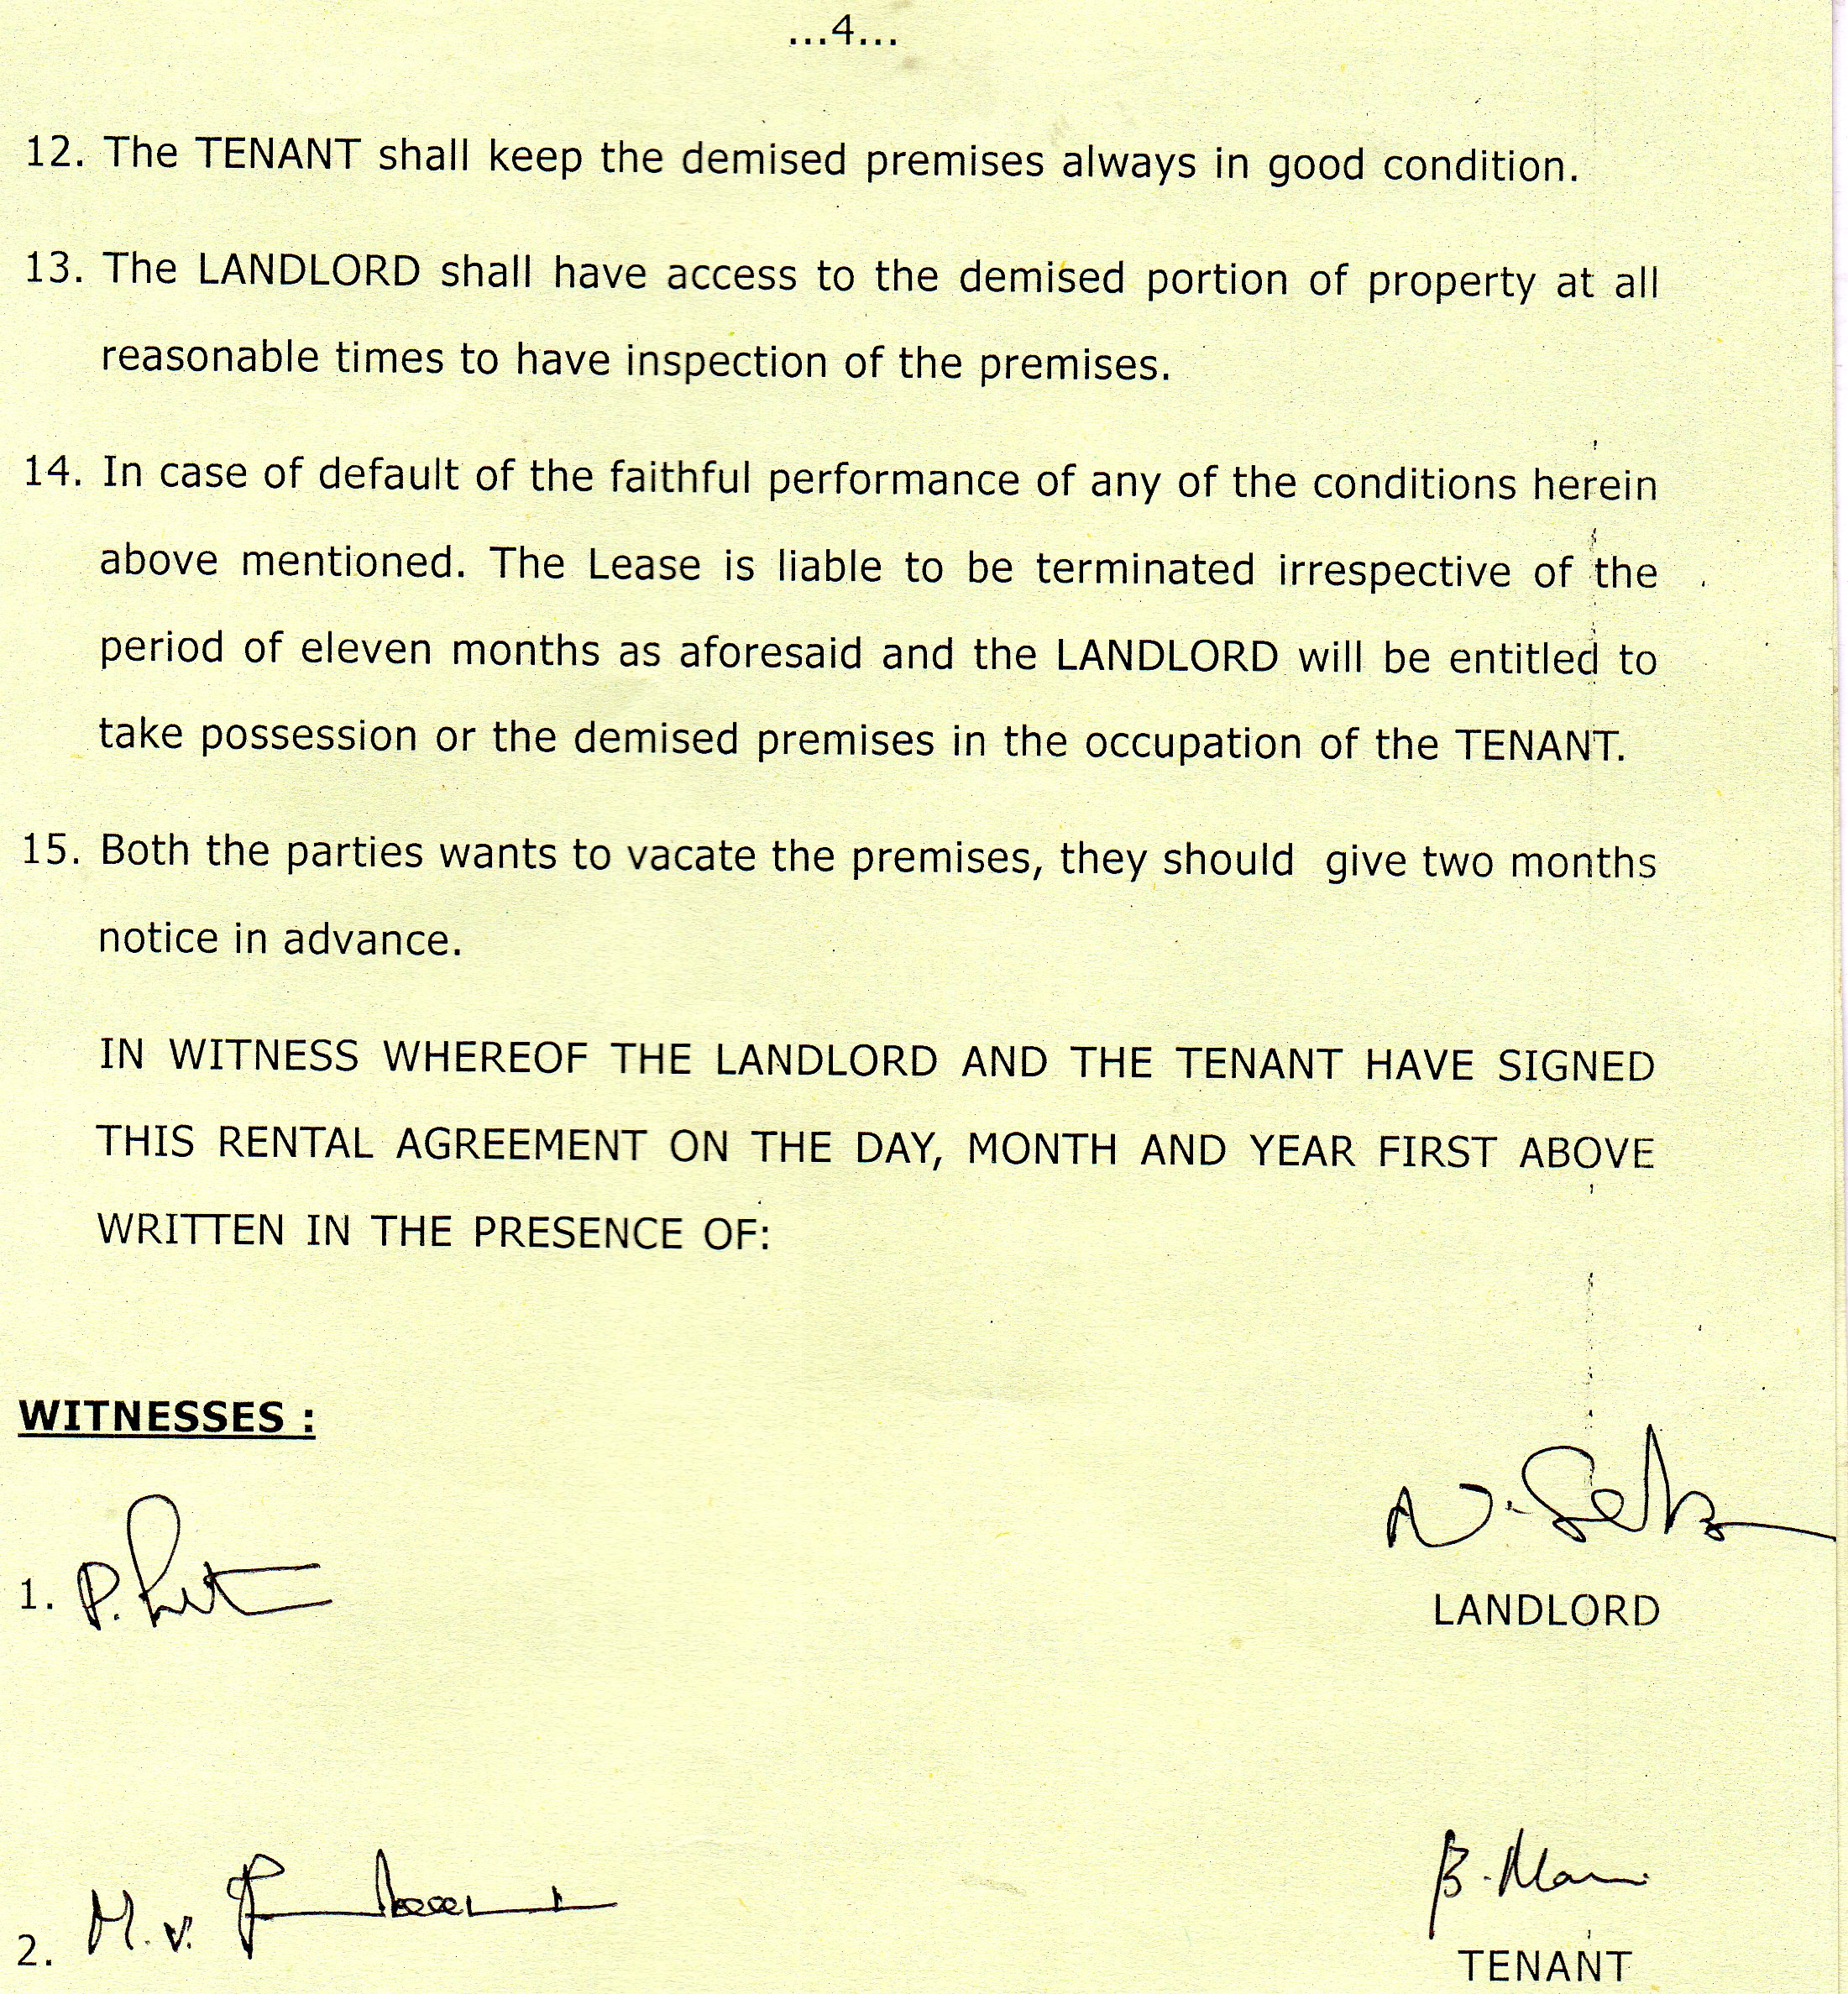 ...4...
12. The TENANT shall keep the demised premises always in good condition.
13. The LANDLORD shall have access to the demised portion of property at all
reasonable times to have inspection of the premises.
14. In case of default of the faithful performance of any of the conditions herein
above mentioned. The Lease is liable to be terminated irrespective of the
period of eleven months as aforesaid and the LANDLORD will be entitled to
take possession or the demised premises in the occupation of the TENANT.
15. Both the parties wants to vacate the premises, they should give two months
notice in advance.
IN WITNESS WHEREOF THE LANDLORD AND THE TENANT HAVE SIGNED
THIS RENTAL AGREEMENT ON THE DAY, MONTH AND YEAR FIRST ABOVE
WRITTEN IN THE PRESENCE OF:
WITNESSES :
1. P.
N.
LANDLORD
2. M.V.
B.
TENANT